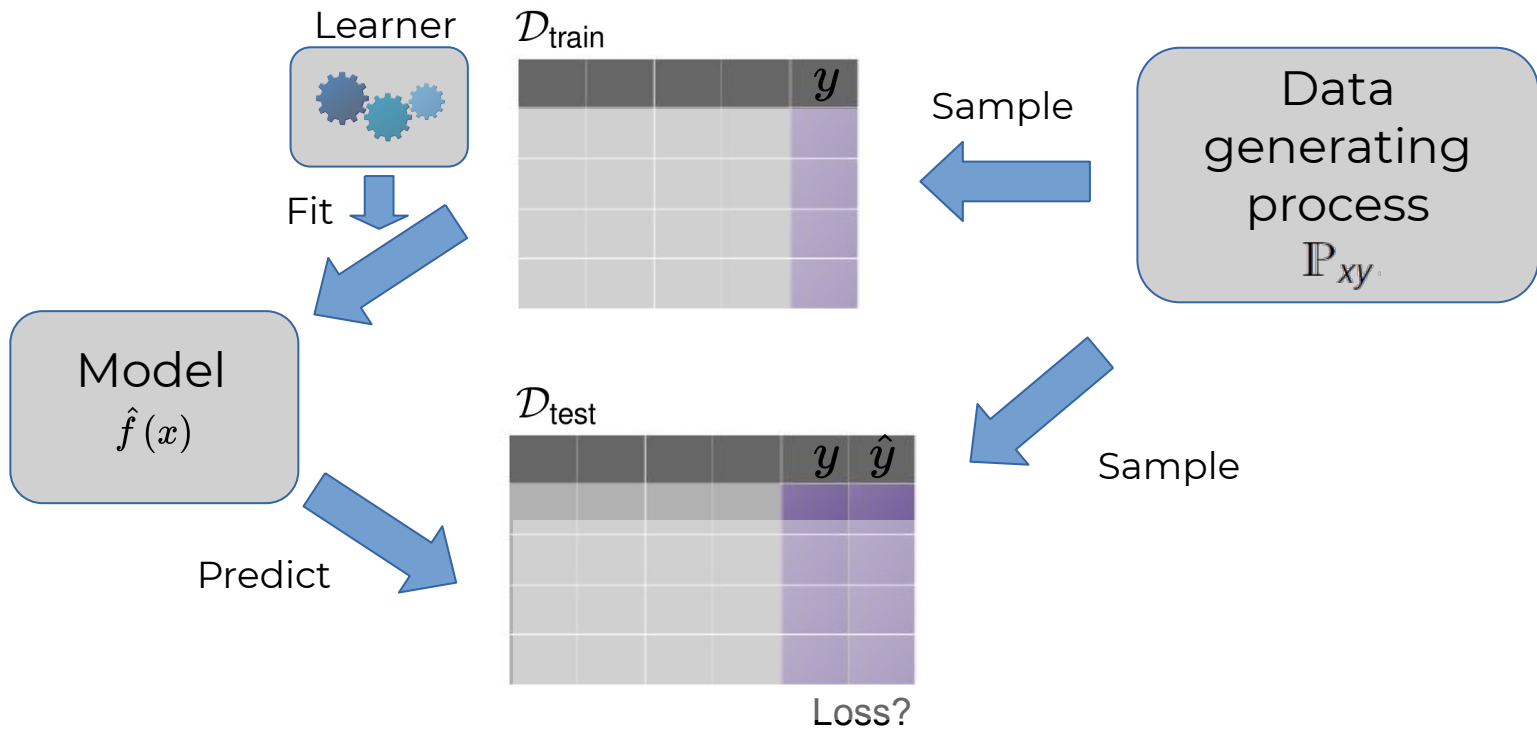 Learner
𝒟train
y
Sample
Data
generating
process
ℙxy
Fit
Model
f̂ (x)
𝒟test
y ŷ
Sample
Predict
Loss?